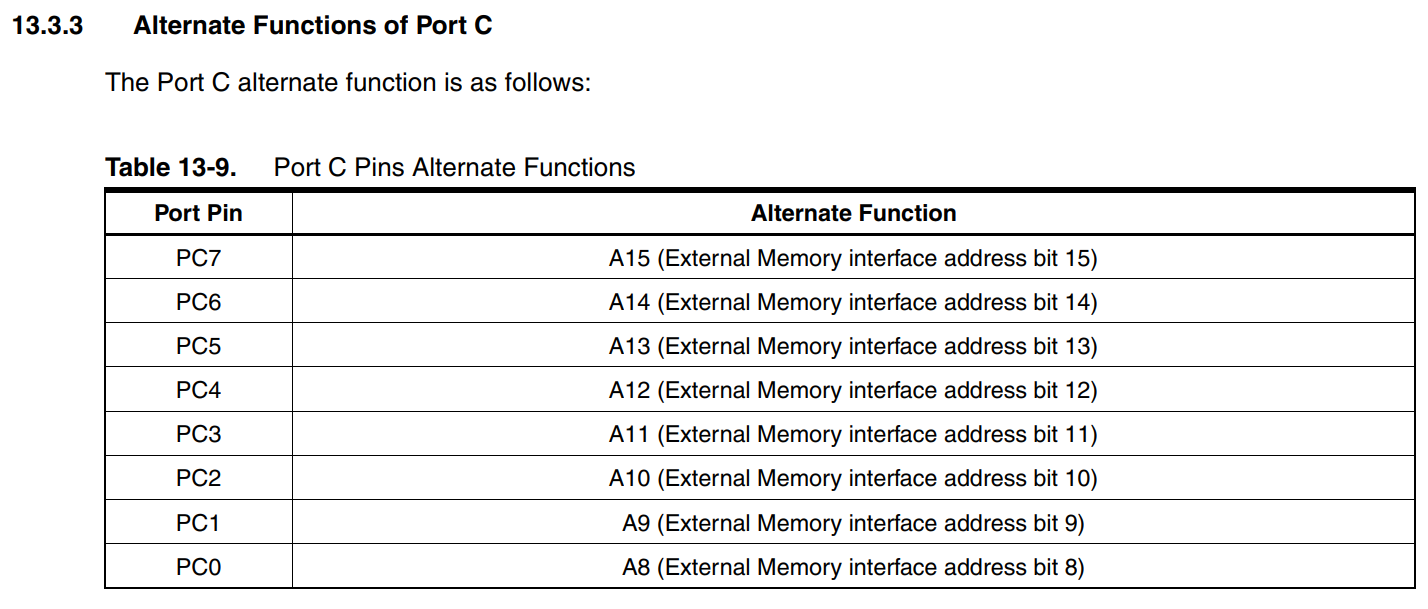 13.3.3 Alternate Functions of Port C
The Port C alternate function is as follows:
Table 13-9. Port C Pins Alternate Functions
Port Pin Alternate Function
PC7 A15 (External Memory interface address bit 15)
PC6 A14 (External Memory interface address bit 14)
PC5 A13 (External Memory interface address bit 13)
PC4 A12 (External Memory interface address bit 12)
PC3 A11 (External Memory interface address bit 11)
PC2 A10 (External Memory interface address bit 10)
PC1 A9 (External Memory interface address bit 9)
PC0 A8 (External Memory interface address bit 8)